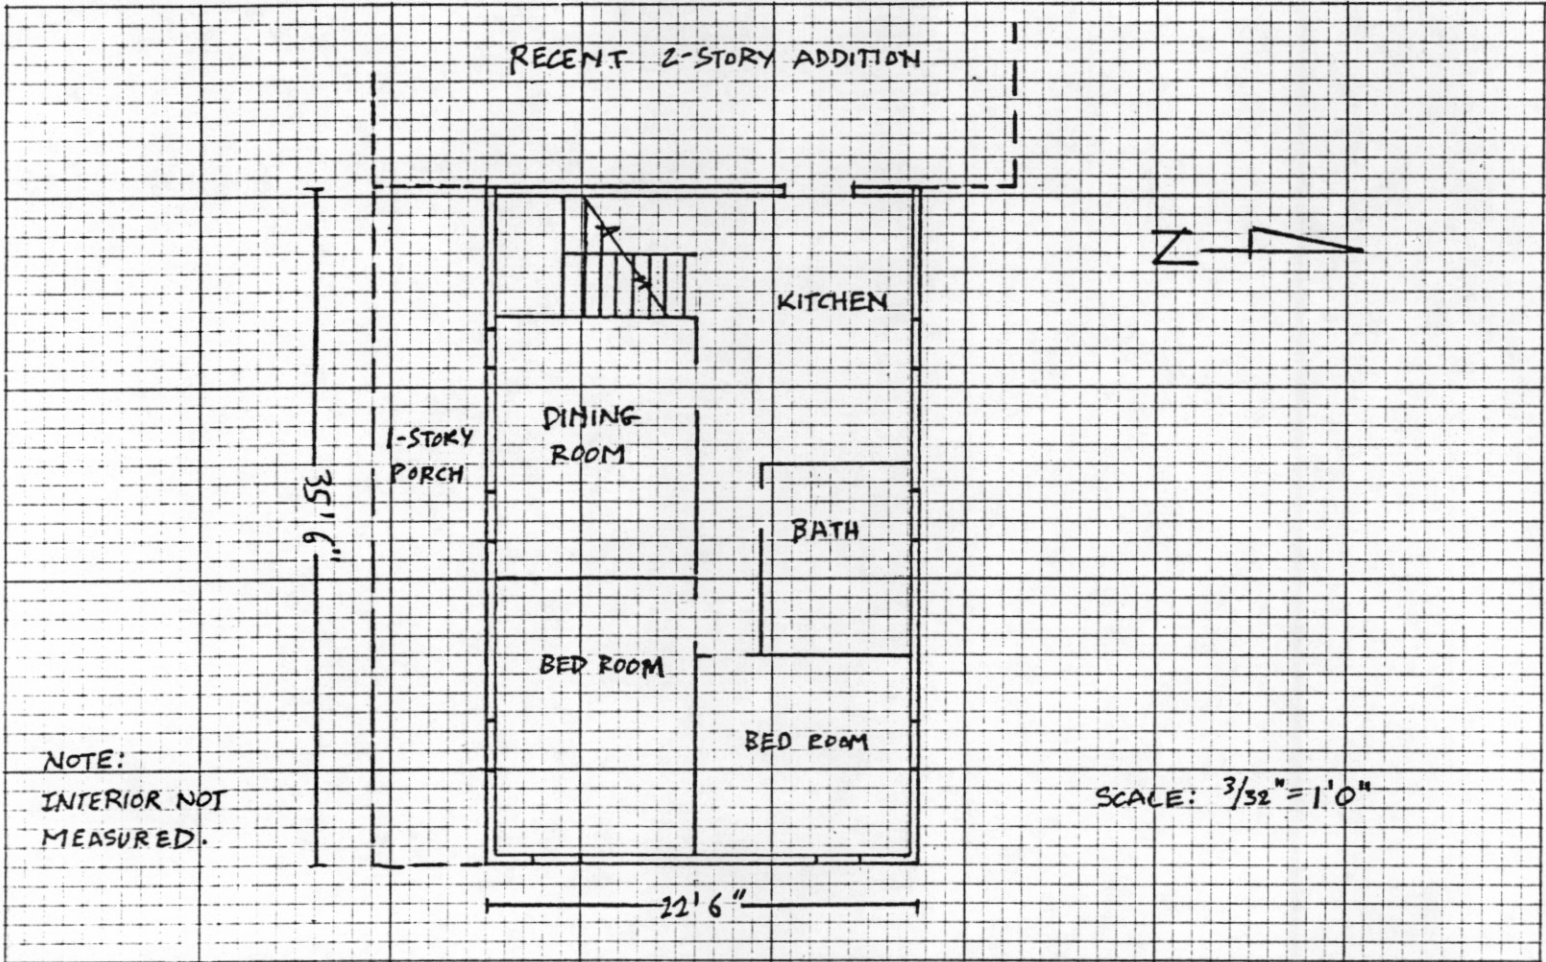 RECENT 2-STORY ADDITION
KITCHEN
Z
DINING
ROOM
1-STORY
PORCH
35'6"
BATH
BED ROOM
BED ROOM
NOTE:
INTERIOR NOT
MEASURED.
SCALE: 3/32" = 1'0"
22'6"